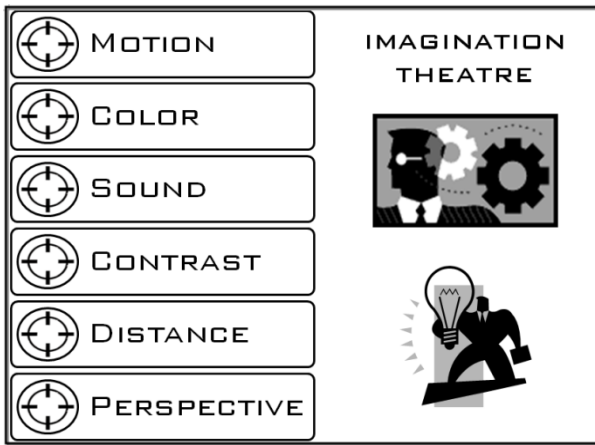 MOTION
COLOR
SOUND
CONTRAST
DISTANCE
PERSPECTIVE
IMAGINATION
THEATRE